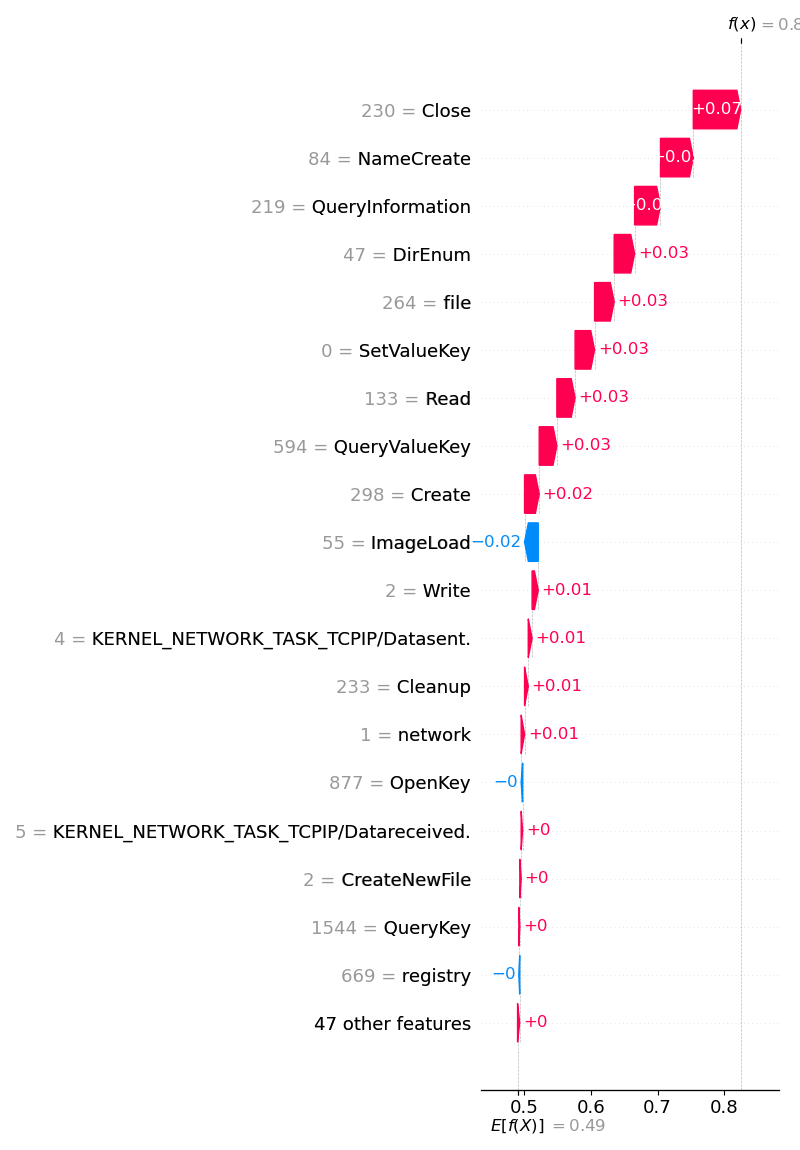 f(x) = 0.8
230 = Close
+0.07
84 = NameCreate
219 = QueryInformation
47 = DirEnum
+0.03
264 = file
+0.03
0 = SetValueKey
+0.03
133 = Read
+0.03
594 = QueryValueKey
+0.03
298 = Create
+0.02
55 = ImageLoad
−0.02
2 = Write
+0.01
4 = KERNEL_NETWORK_TASK_TCPIP/Datasent.
+0.01
233 = Cleanup
+0.01
1 = network
+0.01
877 = OpenKey
−0
5 = KERNEL_NETWORK_TASK_TCPIP/Datareceived.
+0
2 = CreateNewFile
+0
1544 = QueryKey
+0
669 = registry
−0
47 other features
+0
0.5 0.6 0.7 0.8
E[f(X)] = 0.49